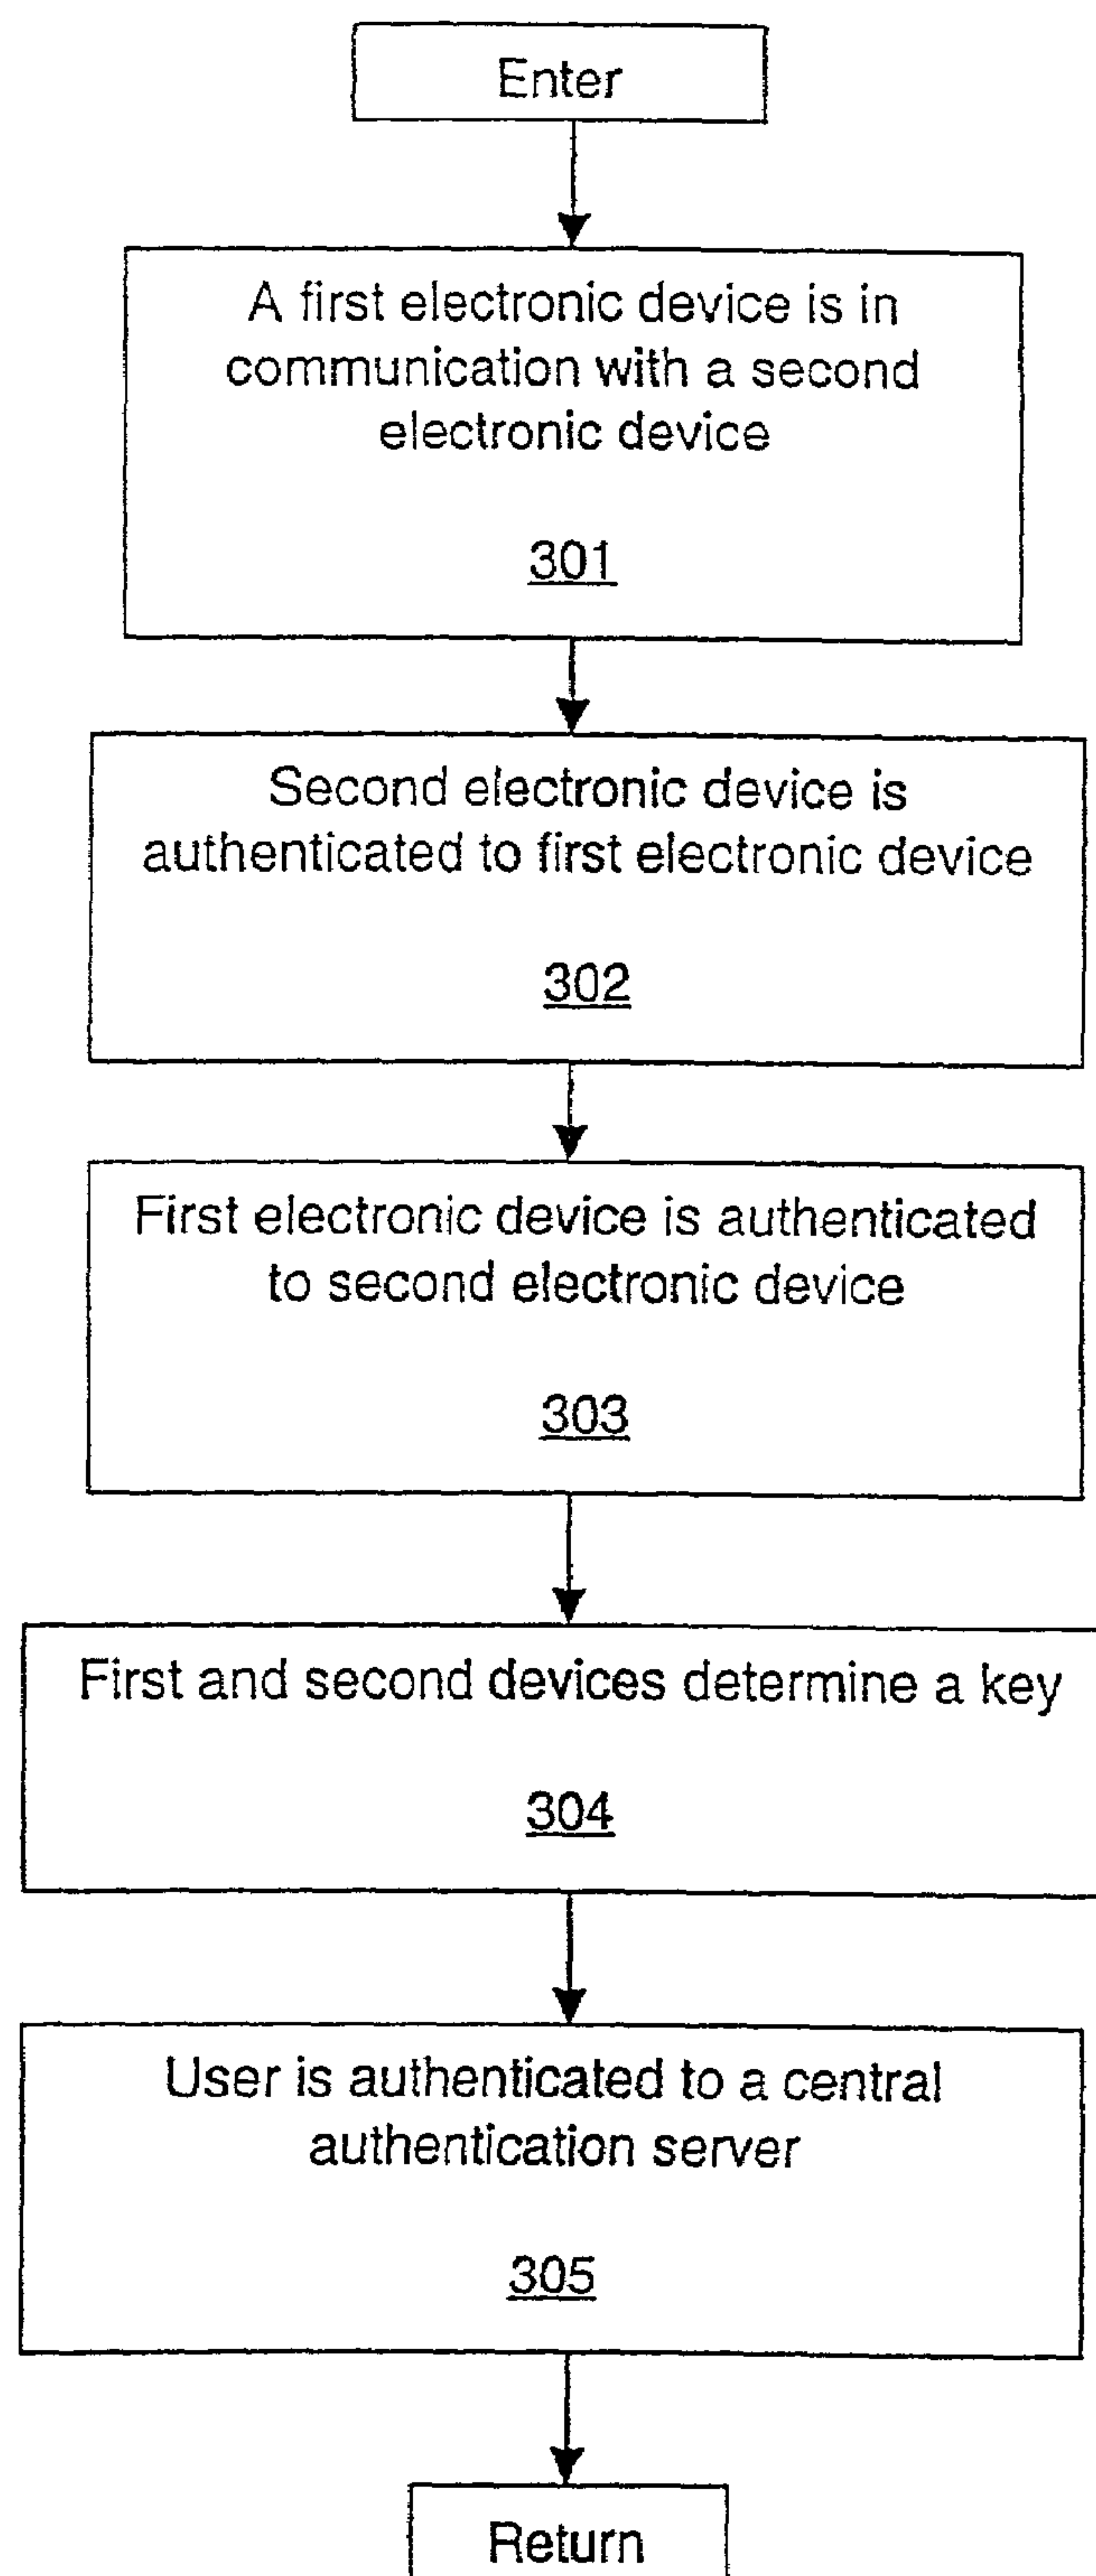 Enter
A first electronic device is in
communication with a second
electronic device
301
Second electronic device is
authenticated to first electronic device
302
First electronic device is authenticated
to second electronic device
303
First and second devices determine a key
304
User is authenticated to a central
authentication server
305
Return